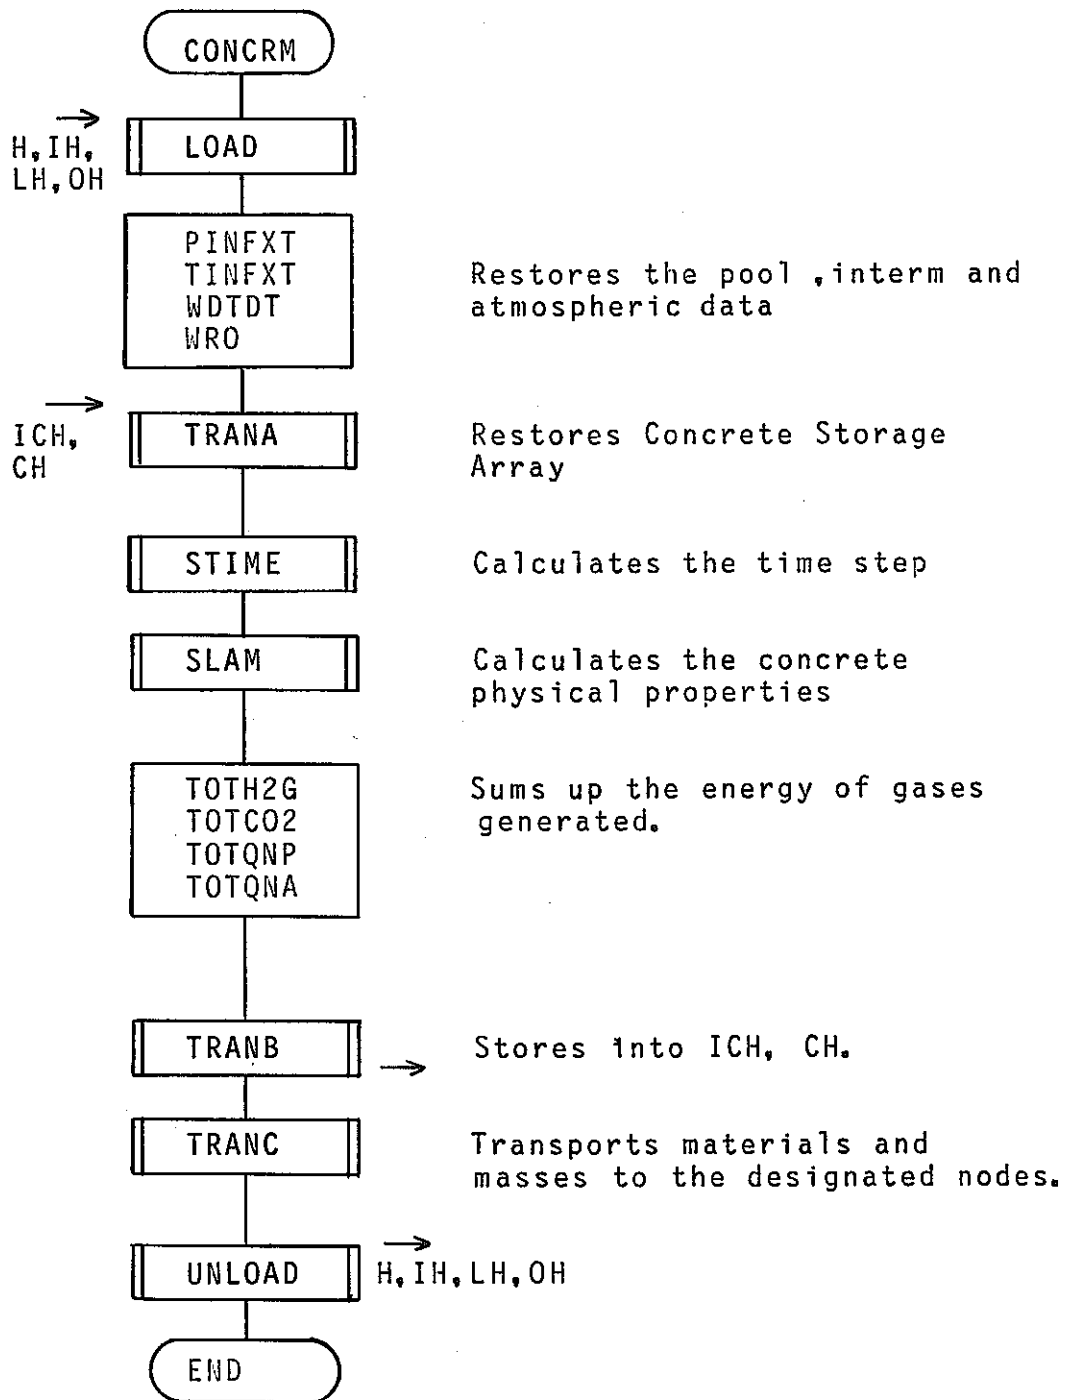 CONCRM
H,IH,
LH,OH
LOAD
PINFXT
TINFXT
WDTDT
WRO
Restores the pool ,interm and
atmospheric data
ICH,
CH
TRANA
Restores Concrete Storage
Array
STIME
Calculates the time step
SLAM
Calculates the concrete
physical properties
TOTH2G
TOTCO2
TOTQNP
TOTQNA
Sums up the energy of gases
generated.
TRANB
Stores into ICH, CH.
TRANC
Transports materials and
masses to the designated nodes.
UNLOAD
H,IH,LH,OH
END